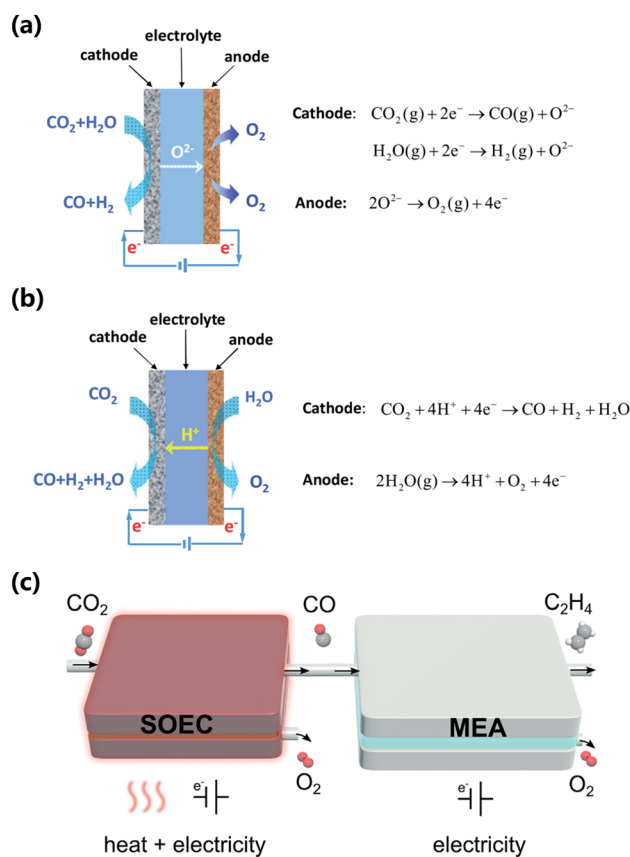 (a)
electrolyte
cathode
anode
CO₂+H₂O
O₂
O²⁻
CO+H₂
O₂
e⁻
e⁻
Cathode: CO₂(g) + 2e⁻ → CO(g) + O²⁻
H₂O(g) + 2e⁻ → H₂(g) + O²⁻
Anode: 2O²⁻ → O₂(g) + 4e⁻
(b)
electrolyte
cathode
anode
CO₂
H₂O
H⁺
CO+H₂+H₂O
O₂
e⁻
e⁻
Cathode: CO₂ + 4H⁺ + 4e⁻ → CO + H₂ + H₂O
Anode: 2H₂O(g) → 4H⁺ + O₂ + 4e⁻
(c)
CO₂
CO
C₂H₄
SOEC
MEA
O₂
O₂
e⁻
e⁻
heat + electricity
electricity